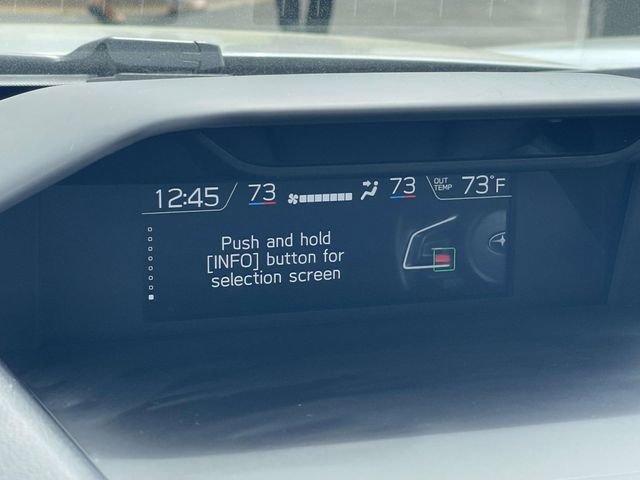 12:45 73 73 OUT TEMP 73°F
Push and hold
[INFO] button for
selection screen